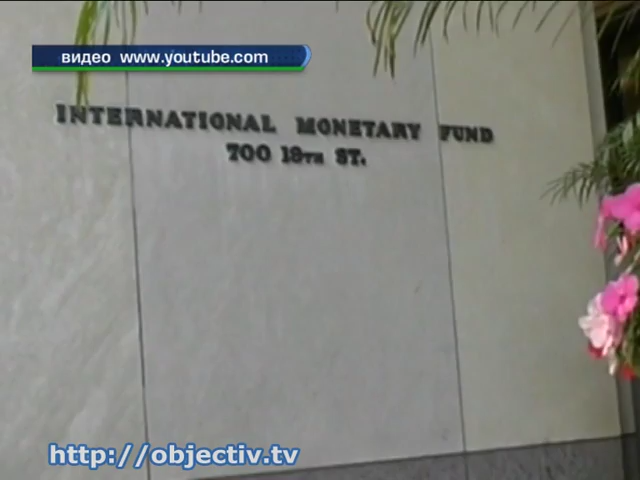 видео www.youtube.com
INTERNATIONAL MONETARY FUND
700 19TH ST.
http://objectiv.tv